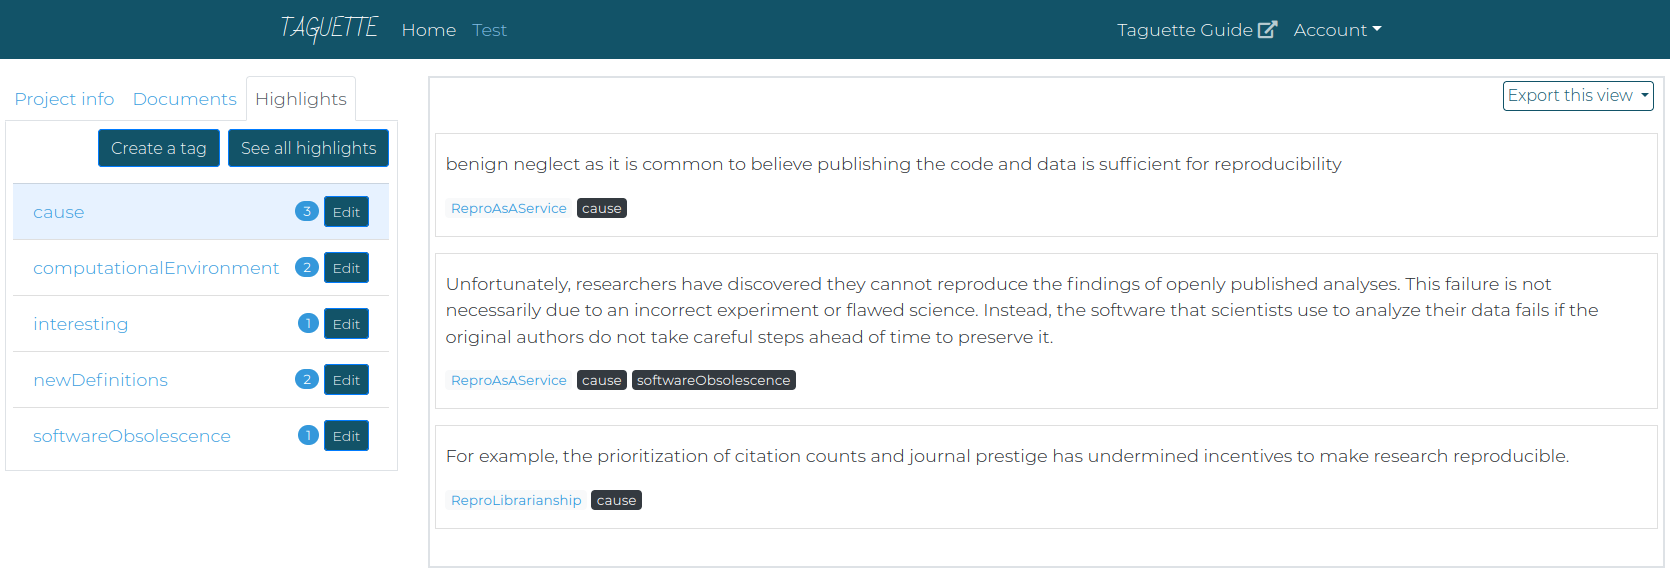 TAGUETTE Home Test Taguette Guide Account
Project info Documents Highlights
Create a tag See all highlights
cause 3 Edit
computationalEnvironment 2 Edit
interesting 1 Edit
newDefinitions 2 Edit
softwareObsolescence 1 Edit
Export this view
benign neglect as it is common to believe publishing the code and data is sufficient for reproducibility
ReproAsAService cause
Unfortunately, researchers have discovered they cannot reproduce the findings of openly published analyses. This failure is not
necessarily due to an incorrect experiment or flawed science. Instead, the software that scientists use to analyze their data fails if the
original authors do not take careful steps ahead of time to preserve it.
ReproAsAService cause softwareObsolescence
For example, the prioritization of citation counts and journal prestige has undermined incentives to make research reproducible.
ReproLibrarianship cause